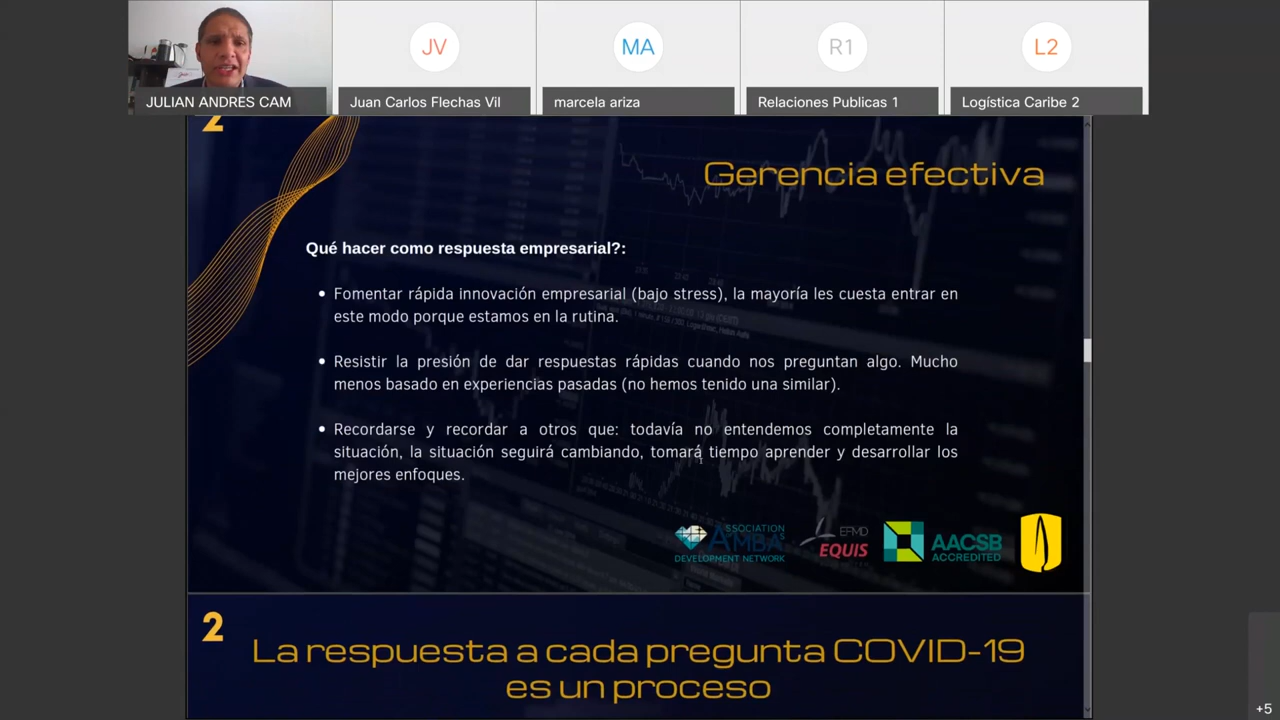 JV
MA
R1
L2
JULIAN ANDRES CAM
Juan Carlos Flechas Vil
marcela ariza
Relaciones Publicas 1
Logística Caribe 2
2
Gerencia efectiva
Qué hacer como respuesta empresarial?:
• Fomentar rápida innovación empresarial (bajo stress), la mayoría les cuesta entrar en
este modo porque estamos en la rutina.
• Resistir la presión de dar respuestas rápidas cuando nos preguntan algo. Mucho
menos basado en experiencias pasadas (no hemos tenido una similar).
• Recordarse y recordar a otros que: todavía no entendemos completamente la
situación, la situación seguirá cambiando, tomará tiempo aprender y desarrollar los
mejores enfoques.
AMBA
DEVELOPMENT NETWORK
EFMD
EQUIS
AACSB
ACCREDITED
2
La respuesta a cada pregunta COVID-19
es un proceso
+5